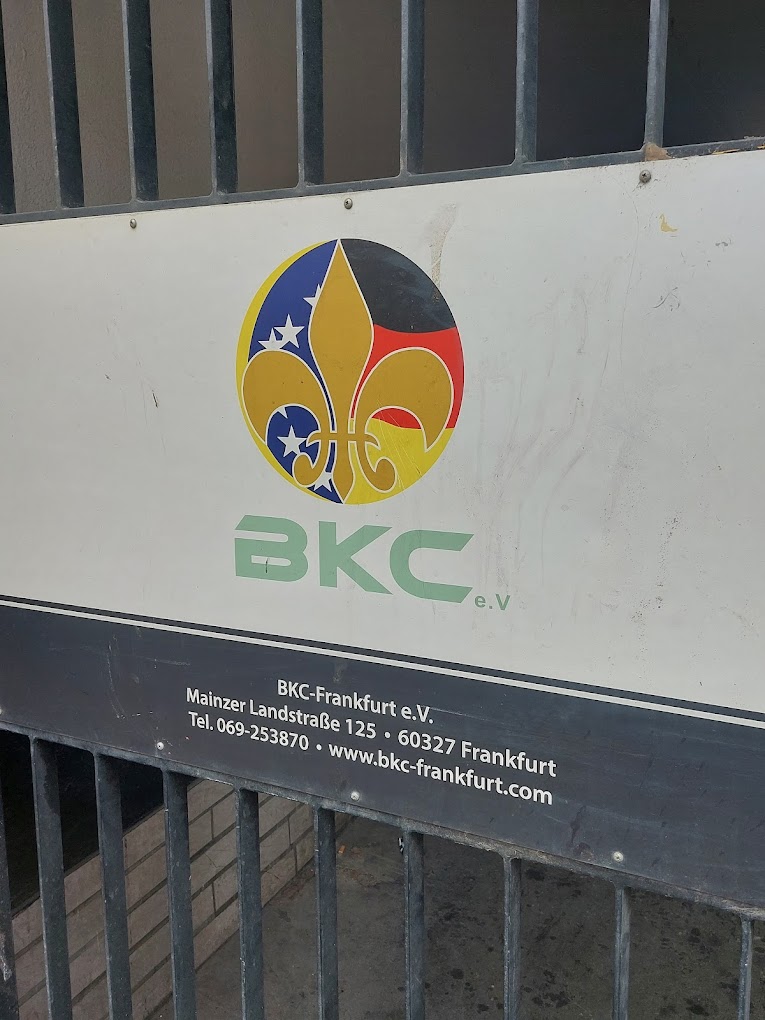 BKC e.V
BKC-Frankfurt e.V.
Mainzer Landstraße 125 • 60327 Frankfurt
Tel. 069-253870 • www.bkc-frankfurt.com